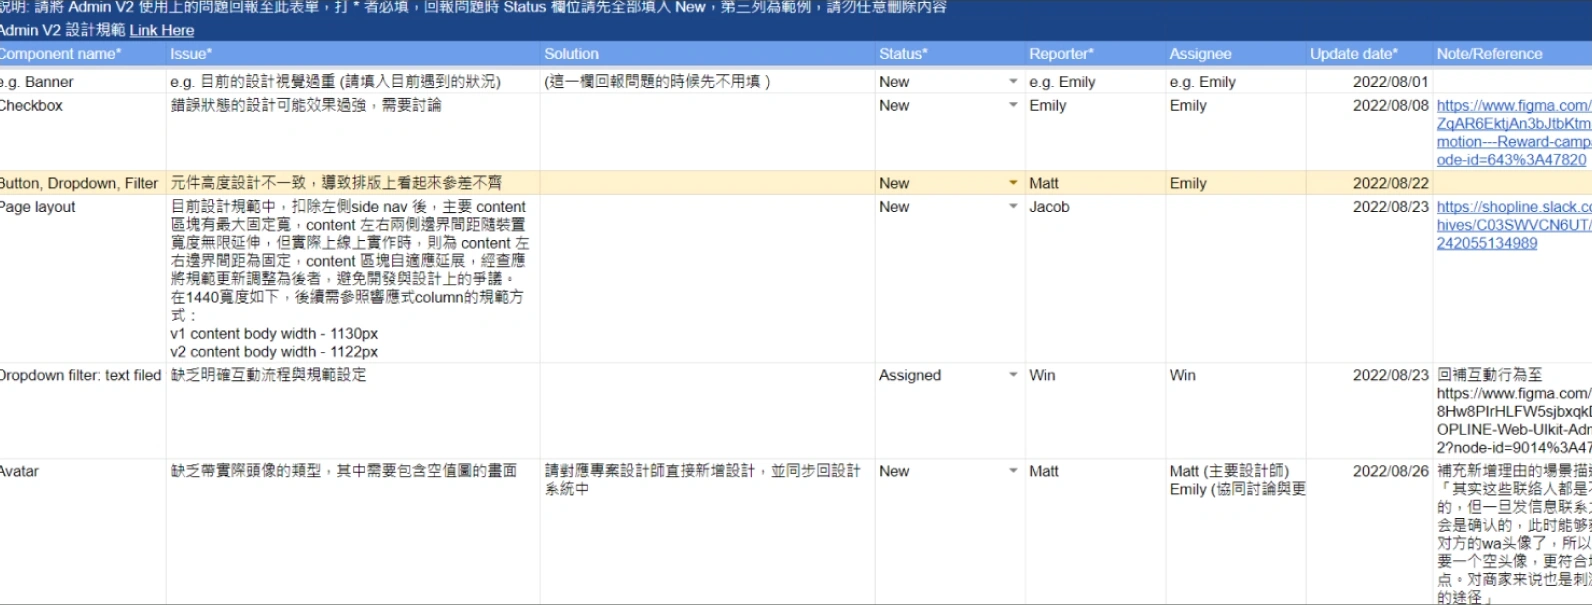 說明: 請將 Admin V2 使用上的問題回報至此表單，打 * 者必填，回報問題時 Status 欄位請先全部填入 New，第三列為範例，請勿任意刪除內容
Admin V2 設計規範 Link Here
Component name* Issue* Solution Status* Reporter* Assignee Update date* Note/Reference
e.g. Banner e.g. 目前的設計視覺過重 (請填入目前遇到的狀況) (這一欄回報問題的時候先不用填 ) New e.g. Emily e.g. Emily 2022/08/01
Checkbox 錯誤狀態的設計可能效果過強，需要討論 New Emily Emily 2022/08/08 https://www.figma.com/
ZqAR6EktjAn3bJtbKtm
motion---Reward-camp
ode-id=643%3A47820
Button, Dropdown, Filter 元件高度設計不一致，導致排版上看起來參差不齊 New Matt Emily 2022/08/22
Page layout 目前設計規範中，扣除左側side nav 後，主要 content New Jacob 2022/08/23 https://shopline.slack.co
區塊有最大固定寬，content 左右兩側邊界間距隨裝置 hives/C03SWVCN6UT/
寬度無限延伸，但實際上線上實作時，則為 content 左 242055134989
右邊界間距為固定，content 區塊自適應延展，經查應
將規範更新調整為後者，避免開發與設計上的爭議。
在1440寬度如下，後續需參照響應式column的規範方
式：
v1 content body width - 1130px
v2 content body width - 1122px
Dropdown filter: text filed 缺乏明確互動流程與規範設定 Assigned Win Win 2022/08/23 回補互動行為至
https://www.figma.com/
8Hw8PIrHLFW5sjbxqk
OPLINE-Web-UIkit-Adm
2?node-id=9014%3A47
Avatar 缺乏帶實際頭像的類型，其中需要包含空值圖的畫面 請對應專案設計師直接新增設計，並同步回設計 New Matt Matt (主要設計師) 2022/08/26 補充新增理由的場景描
系統中 Emily (協同討論與更 「其实这些联络人都是
的，但一旦发信息联系
会是确认的，此时能够
对方的wa头像了，所以
要一个空头像，更符合
点。对商家来说也是刺
的途径」